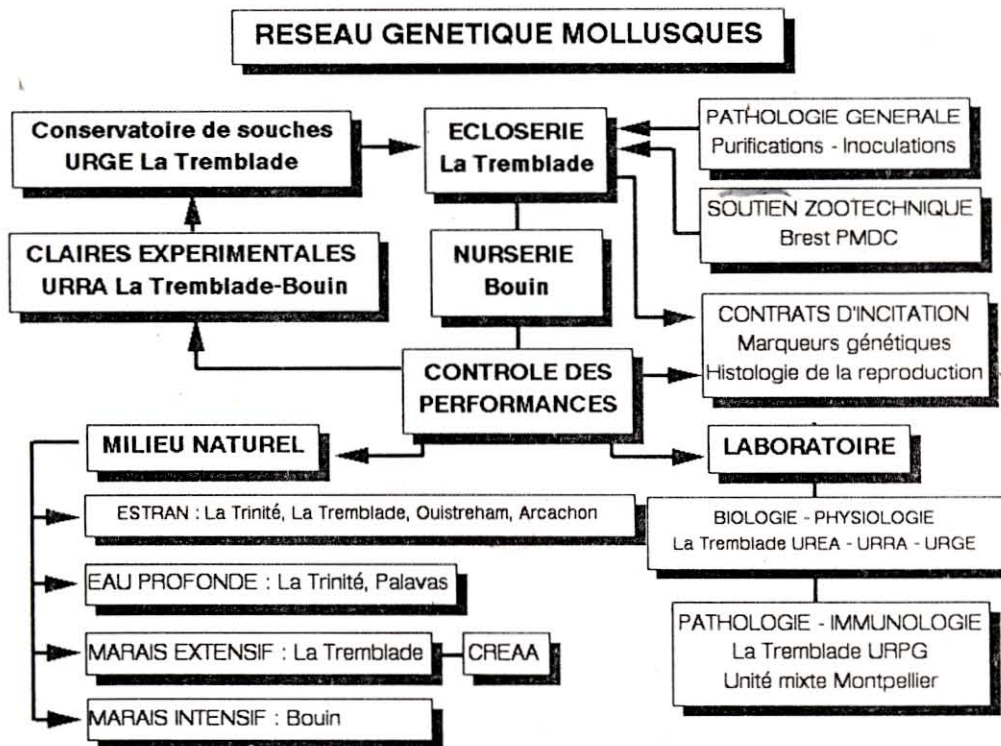 RESEAU GENETIQUE MOLLUSQUES
Conservatoire de souches
URGE La Tremblade
ECLOSERIE
La Tremblade
PATHOLOGIE GENERALE
Purifications - Inoculations
SOUTIEN ZOOTECHNIQUE
Brest PMDC
CLAIRES EXPERIMENTALES
URRA La Tremblade-Bouin
NURSERIE
Bouin
CONTRATS D'INCITATION
Marqueurs génétiques
Histologie de la reproduction
CONTROLE DES
PERFORMANCES
MILIEU NATUREL
LABORATOIRE
ESTRAN : La Trinité, La Tremblade, Ouistreham, Arcachon
EAU PROFONDE : La Trinité, Palavas
MARAIS EXTENSIF : La Tremblade
CREAA
MARAIS INTENSIF : Bouin
BIOLOGIE - PHYSIOLOGIE
La Tremblade UREA - URRA - URGE
PATHOLOGIE - IMMUNOLOGIE
La Tremblade URPG
Unité mixte Montpellier